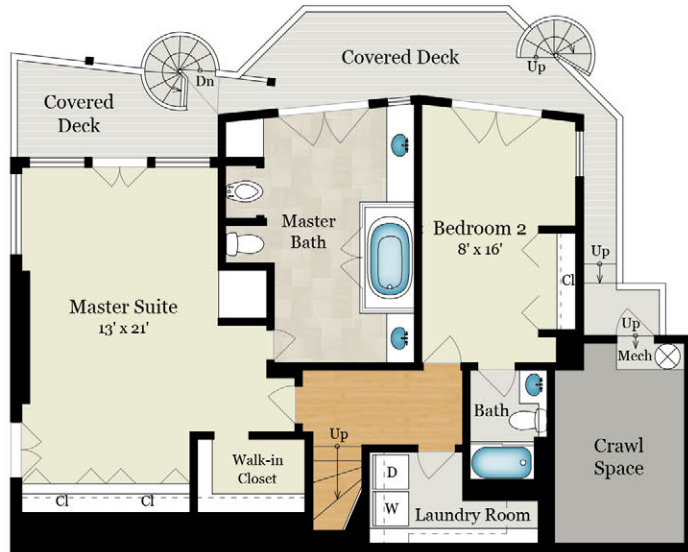 Covered Deck
Up
Dn
Covered
Deck
Master
Bath
Bedroom 2
8' x 16'
Cl
Up
Master Suite
13' x 21'
Up
Mech
Bath
Up
Crawl
Space
Walk-in
Closet
D
W
Laundry Room
Cl
Cl